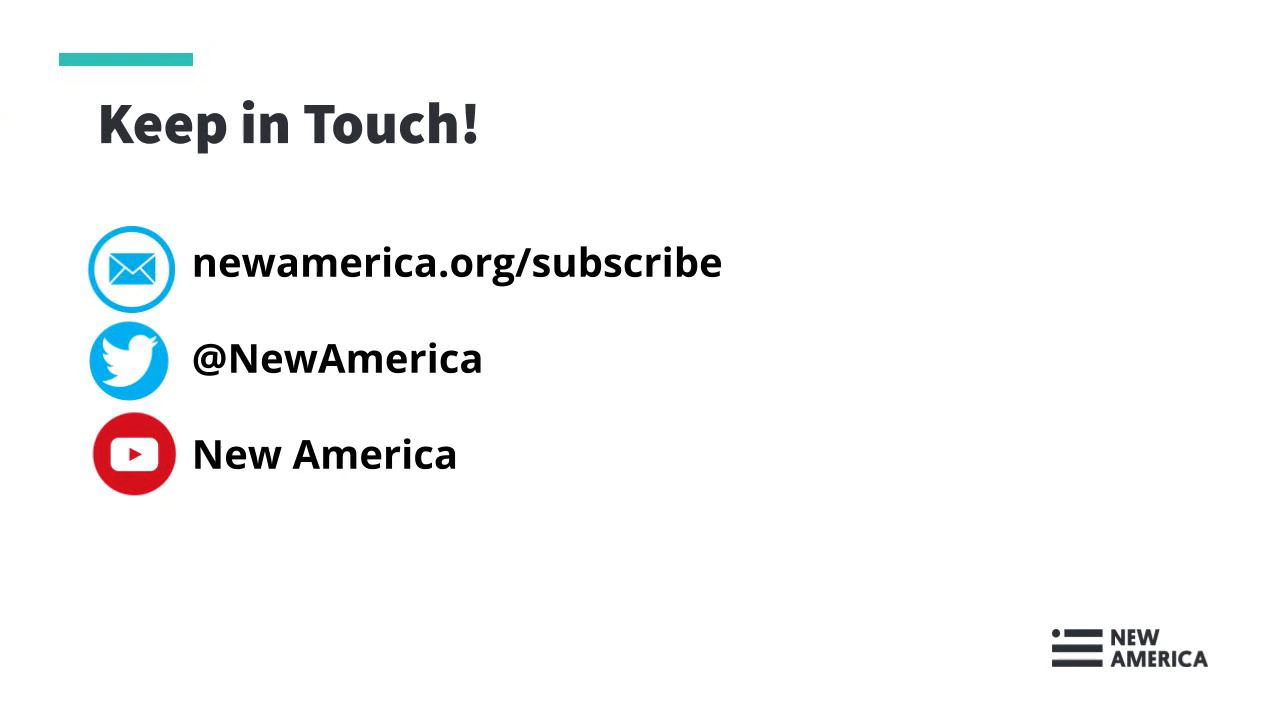 Keep in Touch!
newamerica.org/subscribe
@NewAmerica
New America
NEW
AMERICA